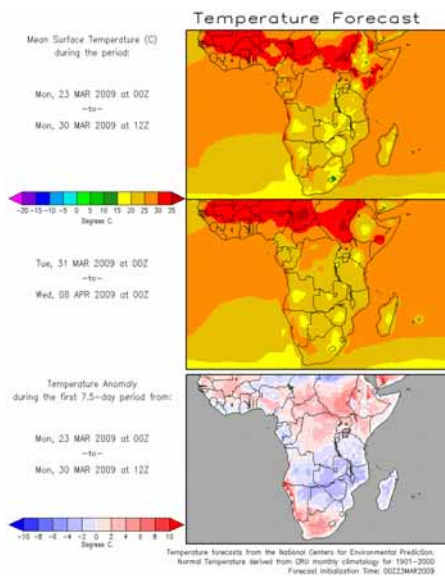 Temperature Forecast
Mean Surface Temperature (C)
during the period:
Mon, 23 MAR 2009 at 00Z
-to-
Mon, 30 MAR 2009 at 12Z
-20 -15 -10 -5 0 5 10 15 20 25 30 35
Degrees C.
Tue, 31 MAR 2009 at 00Z
-to-
Wed, 08 APR 2009 at 00Z
Temperature Anomaly
during the first 7.5-day period from:
Mon, 23 MAR 2009 at 00Z
-to-
Mon, 30 MAR 2009 at 12Z
-10 -8 -6 -4 -2 0 2 4 6 8 10
Degrees C.
Temperature forecasts from the National Centers for Environmental Prediction.
Normal Temperature derived from CRU monthly climatology for 1901-2000
Forecast Initialization Time: 00Z23MAR2009